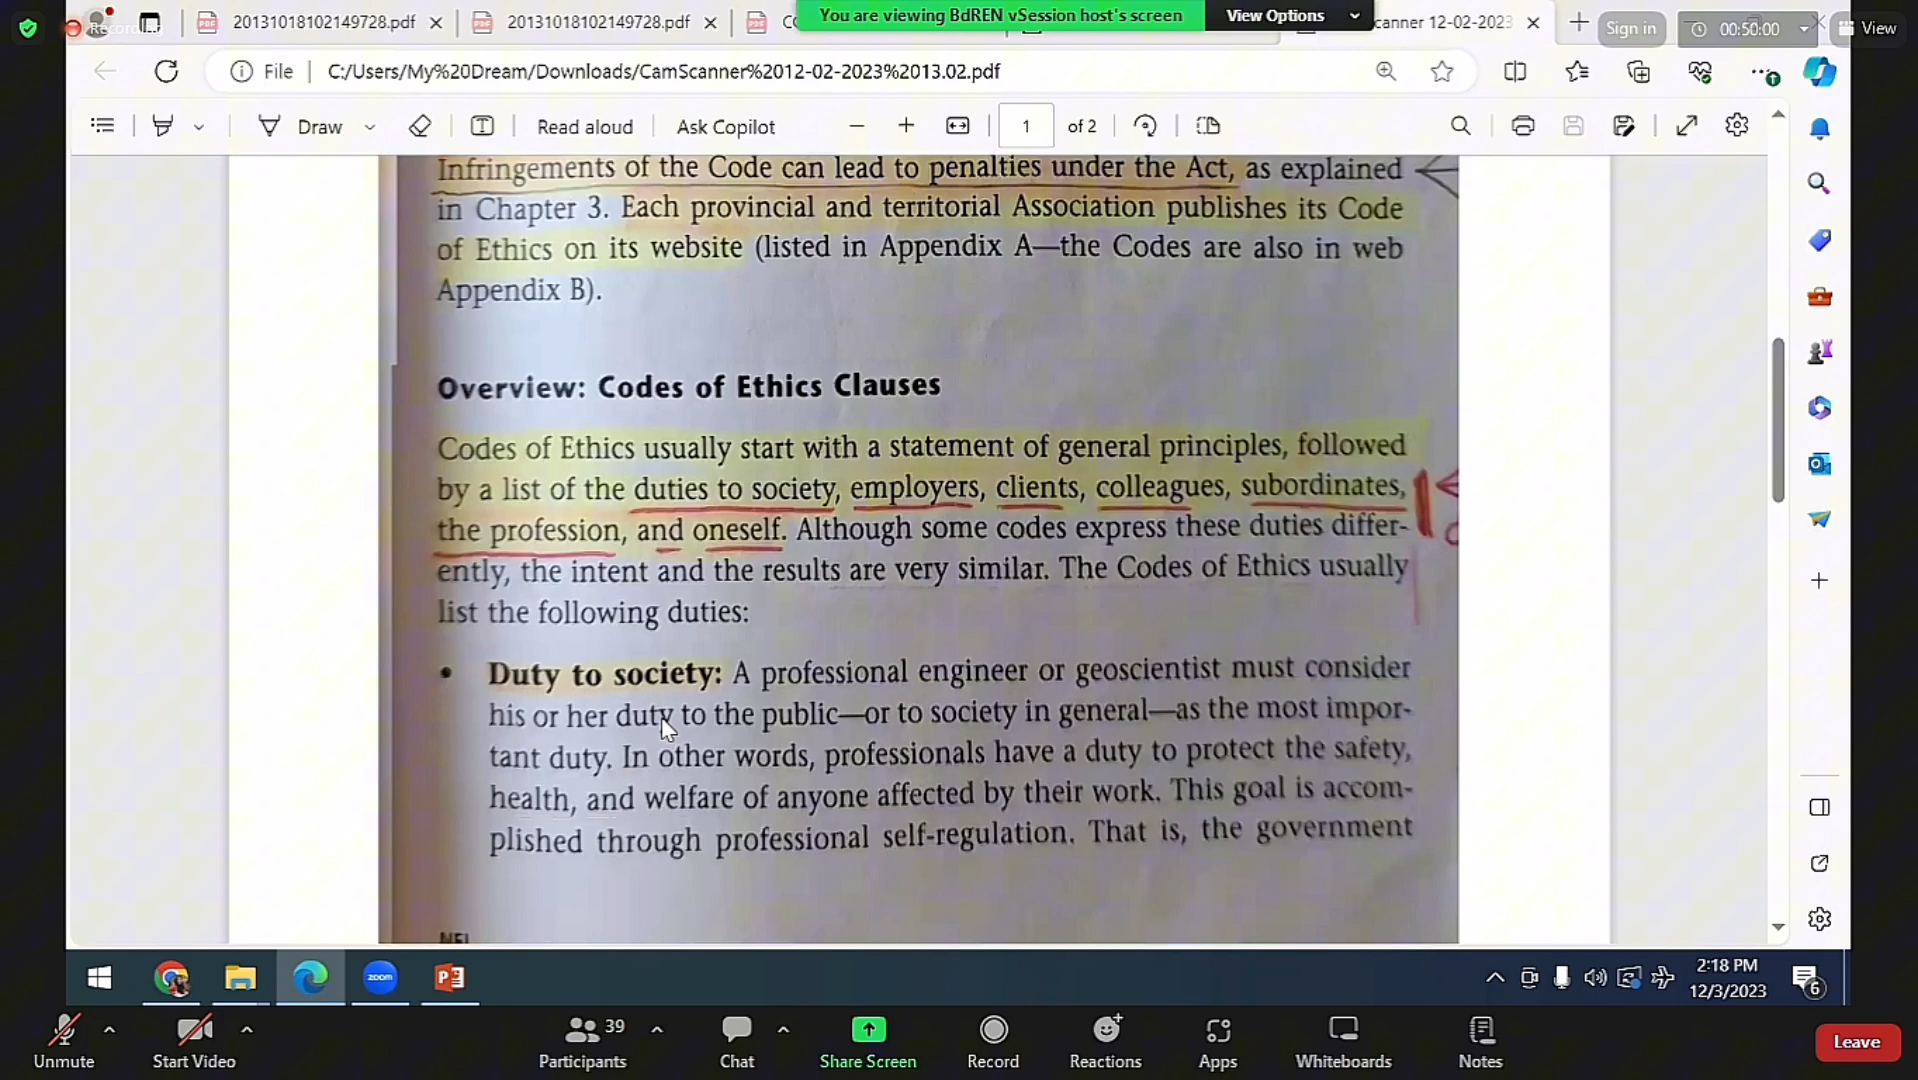 Recording
20131018102149728.pdf
20131018102149728.pdf
You are viewing BdREN vSession host's screen
View Options
canner 12-02-2023
Sign in
00:50:00
View
File
C:/Users/My%20Dream/Downloads/CamScanner%2012-02-2023%2013.02.pdf
Draw
Read aloud
Ask Copilot
1
of 2
Infringements of the Code can lead to penalties under the Act, as explained
in Chapter 3. Each provincial and territorial Association publishes its Code
of Ethics on its website (listed in Appendix A—the Codes are also in web
Appendix B).
Overview: Codes of Ethics Clauses
Codes of Ethics usually start with a statement of general principles, followed
by a list of the duties to society, employers, clients, colleagues, subordinates,
the profession, and oneself. Although some codes express these duties differ-
ently, the intent and the results are very similar. The Codes of Ethics usually
list the following duties:
• Duty to society: A professional engineer or geoscientist must consider
his or her duty to the public—or to society in general—as the most impor-
tant duty. In other words, professionals have a duty to protect the safety,
health, and welfare of anyone affected by their work. This goal is accom-
plished through professional self-regulation. That is, the government
zoom
2:18 PM
12/3/2023
6
Unmute
Start Video
39
Participants
Chat
Share Screen
Record
Reactions
Apps
Whiteboards
Notes
Leave